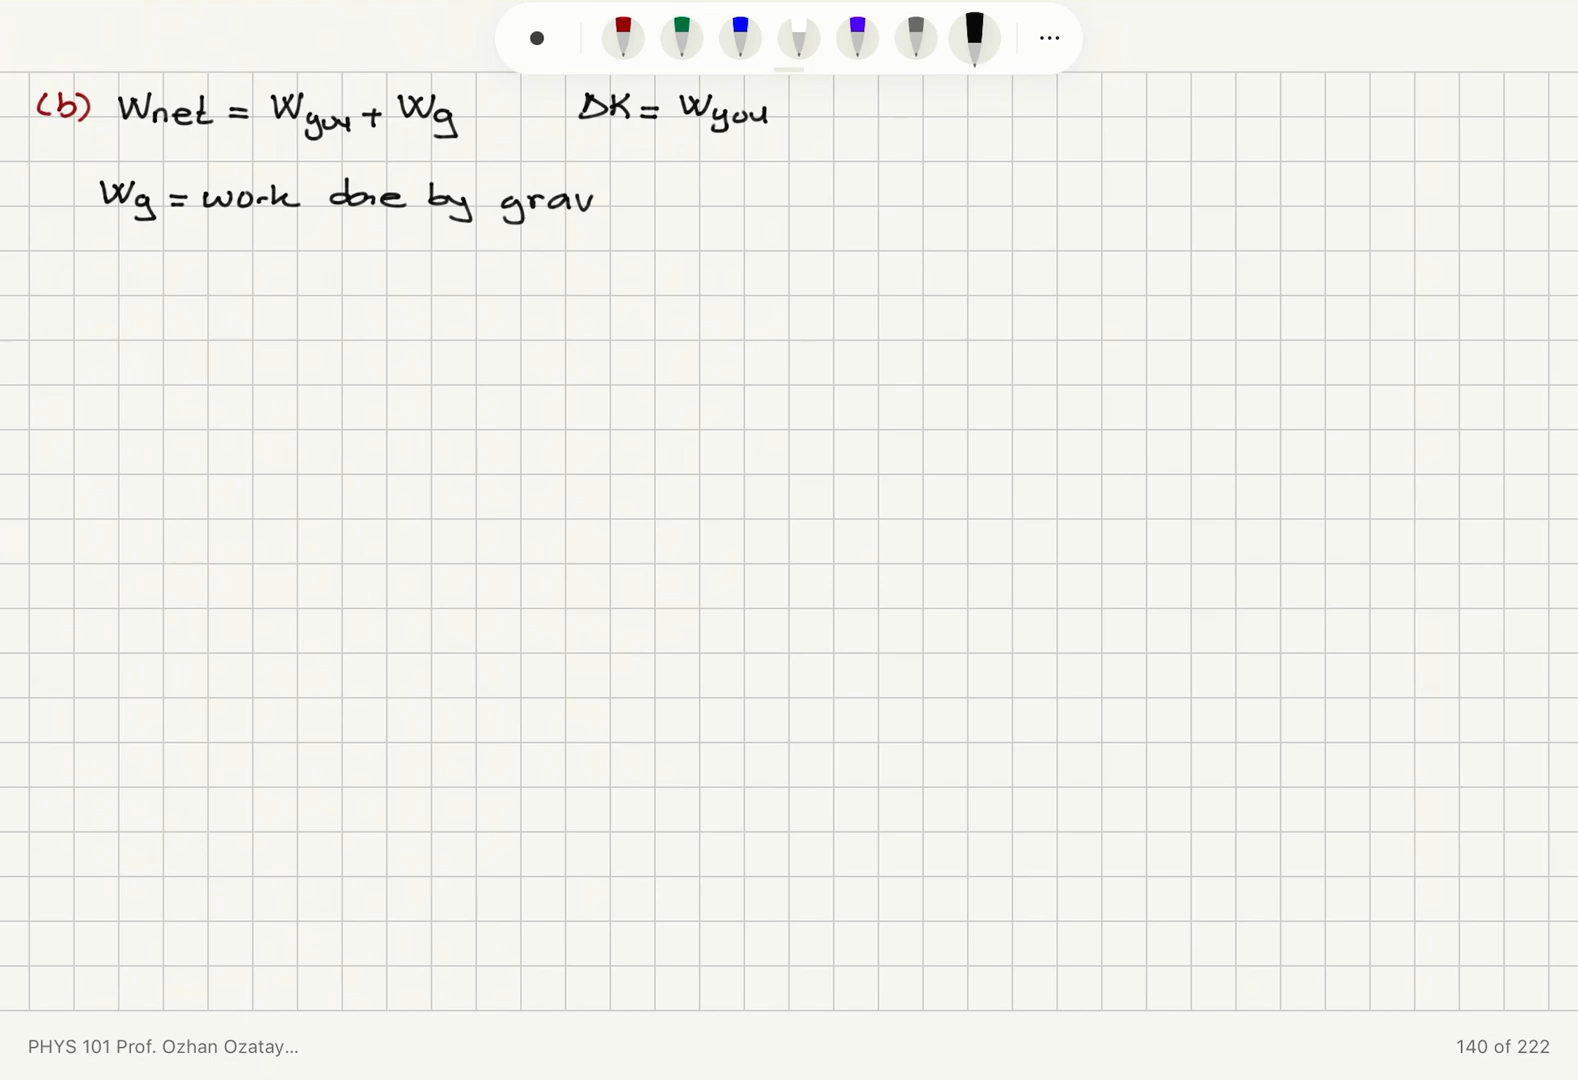 (b) Wnet = Wyou + Wg ΔK = Wyou
Wg = work done by grav
PHYS 101 Prof. Ozhan Ozatay...
140 of 222